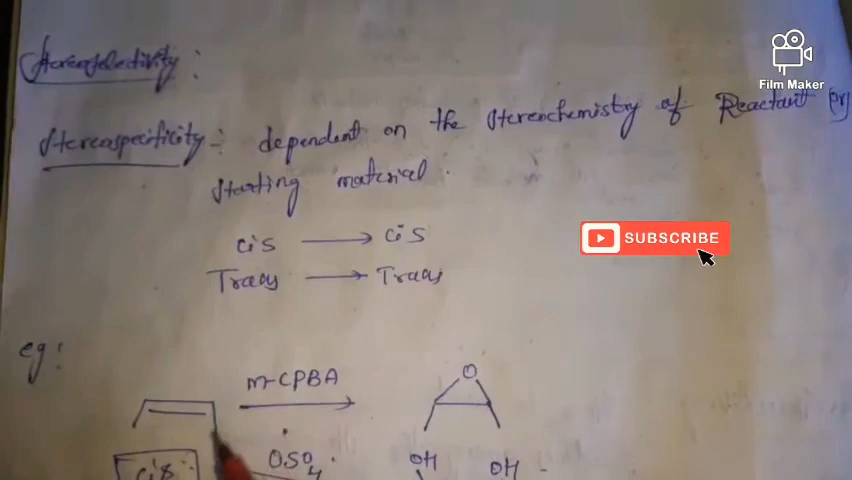 Film Maker
Stereoselectivity :
Stereospecificity :- dependent on the stereochemistry of Reactant (or)
starting material.
SUBSCRIBE
Cis → Cis
Trans → Trans
eg:
m-CPBA
O
Cis
OSO4
OH
OH